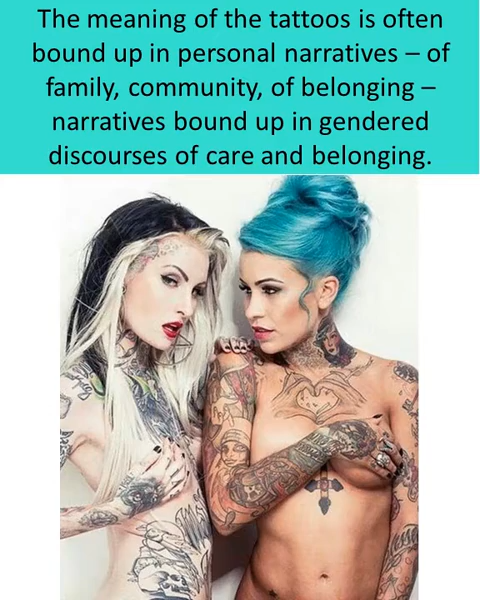 The meaning of the tattoos is often
bound up in personal narratives – of
family, community, of belonging –
narratives bound up in gendered
discourses of care and belonging.